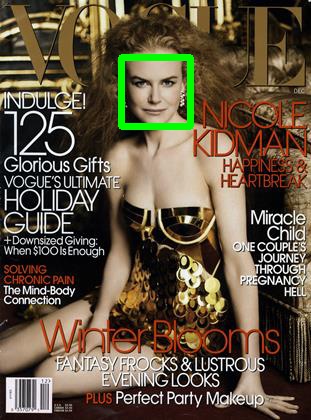 VOGUE
DEC
INDULGE!
125
Glorious Gifts
VOGUE'S ULTIMATE
HOLIDAY
GUIDE
+Downsized Giving:
When $100 Is Enough
SOLVING
CHRONIC PAIN
The Mind-Body
Connection
NICOLE
KIDMAN
HAPPINESS &
HEARTBREAK
Miracle
Child
ONE COUPLE'S
JOURNEY
THROUGH
PREGNANCY
HELL
Winter Blooms
FANTASY FROCKS & LUSTROUS
EVENING LOOKS
PLUS Perfect Party Makeup